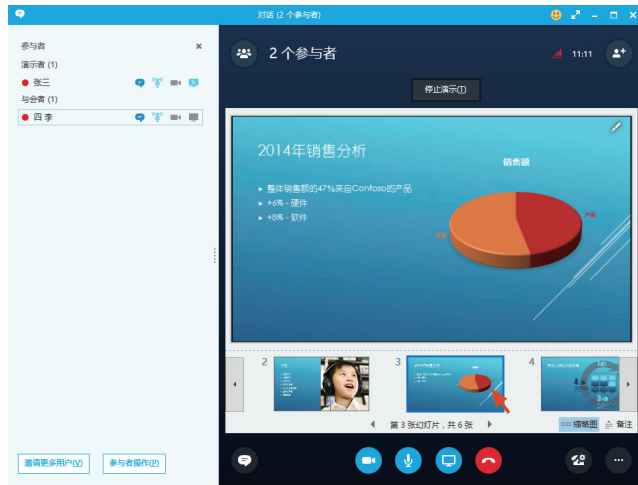 对话 (2 个参与者)
参与者
演示者 (1)
张三
与会者 (1)
四 李
邀请更多用户(V)
参与者操作(P)
2 个参与者
11:11
停止演示(T)
2014年销售分析
整体销售额的47%来自Contoso的产品
+6% - 硬件
+8% - 软件
销售额
产品
2
3
4
第 3 张幻灯片，共 6 张
缩略图
备注